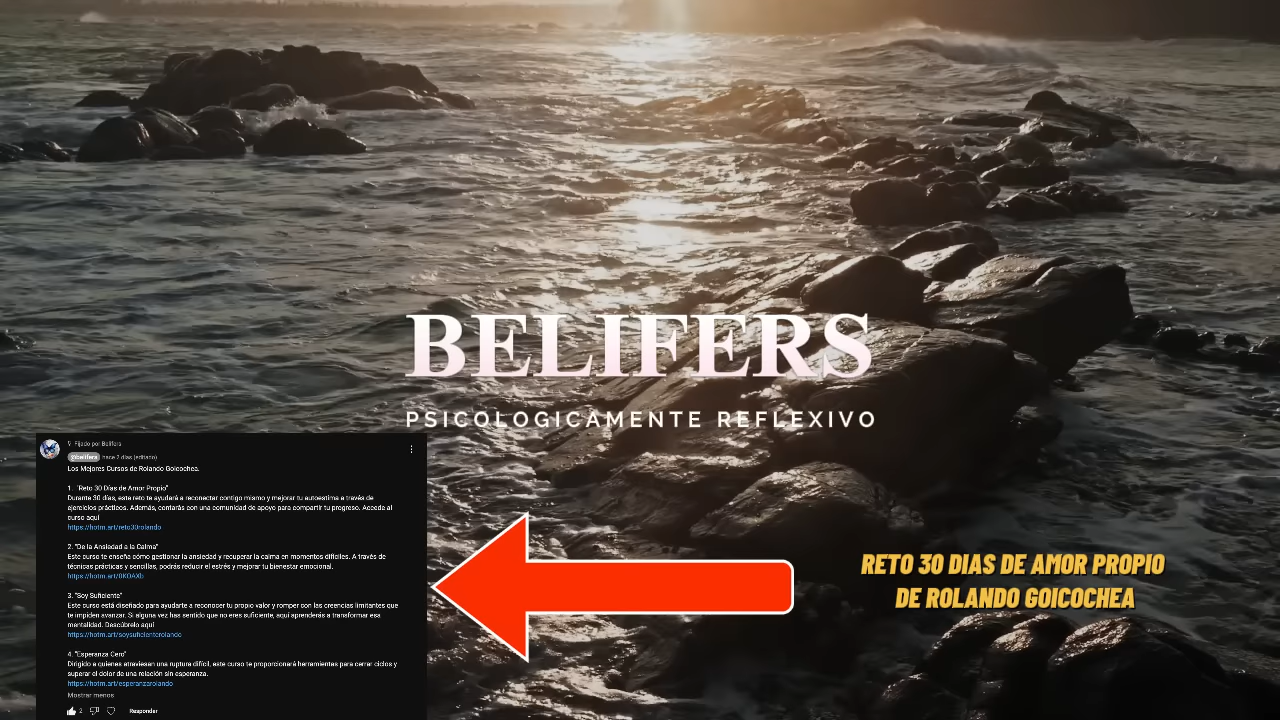 BELIFERS
PSICOLOGICAMENTE REFLEXIVO
Fijado por Belifers
@belifers hace 2 días (editado)
Los Mejores Cursos de Rolando Goicochea.
1. "Reto 30 Días de Amor Propio"
Durante 30 días, este reto te ayudará a reconectar contigo mismo y mejorar tu autoestima a través de
ejercicios prácticos. Además, contarás con una comunidad de apoyo para compartir tu progreso. Accede al
curso aquí
https://hotm.art/reto30rolando
2. "De la Ansiedad a la Calma"
Este curso te enseña cómo gestionar la ansiedad y recuperar la calma en momentos difíciles. A través de
técnicas prácticas y sencillas, podrás reducir el estrés y mejorar tu bienestar emocional.
https://hotm.art/0KOAXb
3. "Soy Suficiente"
Este curso está diseñado para ayudarte a reconocer tu propio valor y romper con las creencias limitantes que
te impiden avanzar. Si alguna vez has sentido que no eres suficiente, aquí aprenderás a transformar esa
mentalidad. Descúbrelo aquí
https://hotm.art/soysuficienterolando
4. "Esperanza Cero"
Dirigido a quienes atraviesan una ruptura difícil, este curso te proporcionará herramientas para cerrar ciclos y
superar el dolor de una relación sin esperanza.
https://hotm.art/esperanzarolando
Mostrar menos
2 Responder
RETO 30 DIAS DE AMOR PROPIO
DE ROLANDO GOICOCHEA